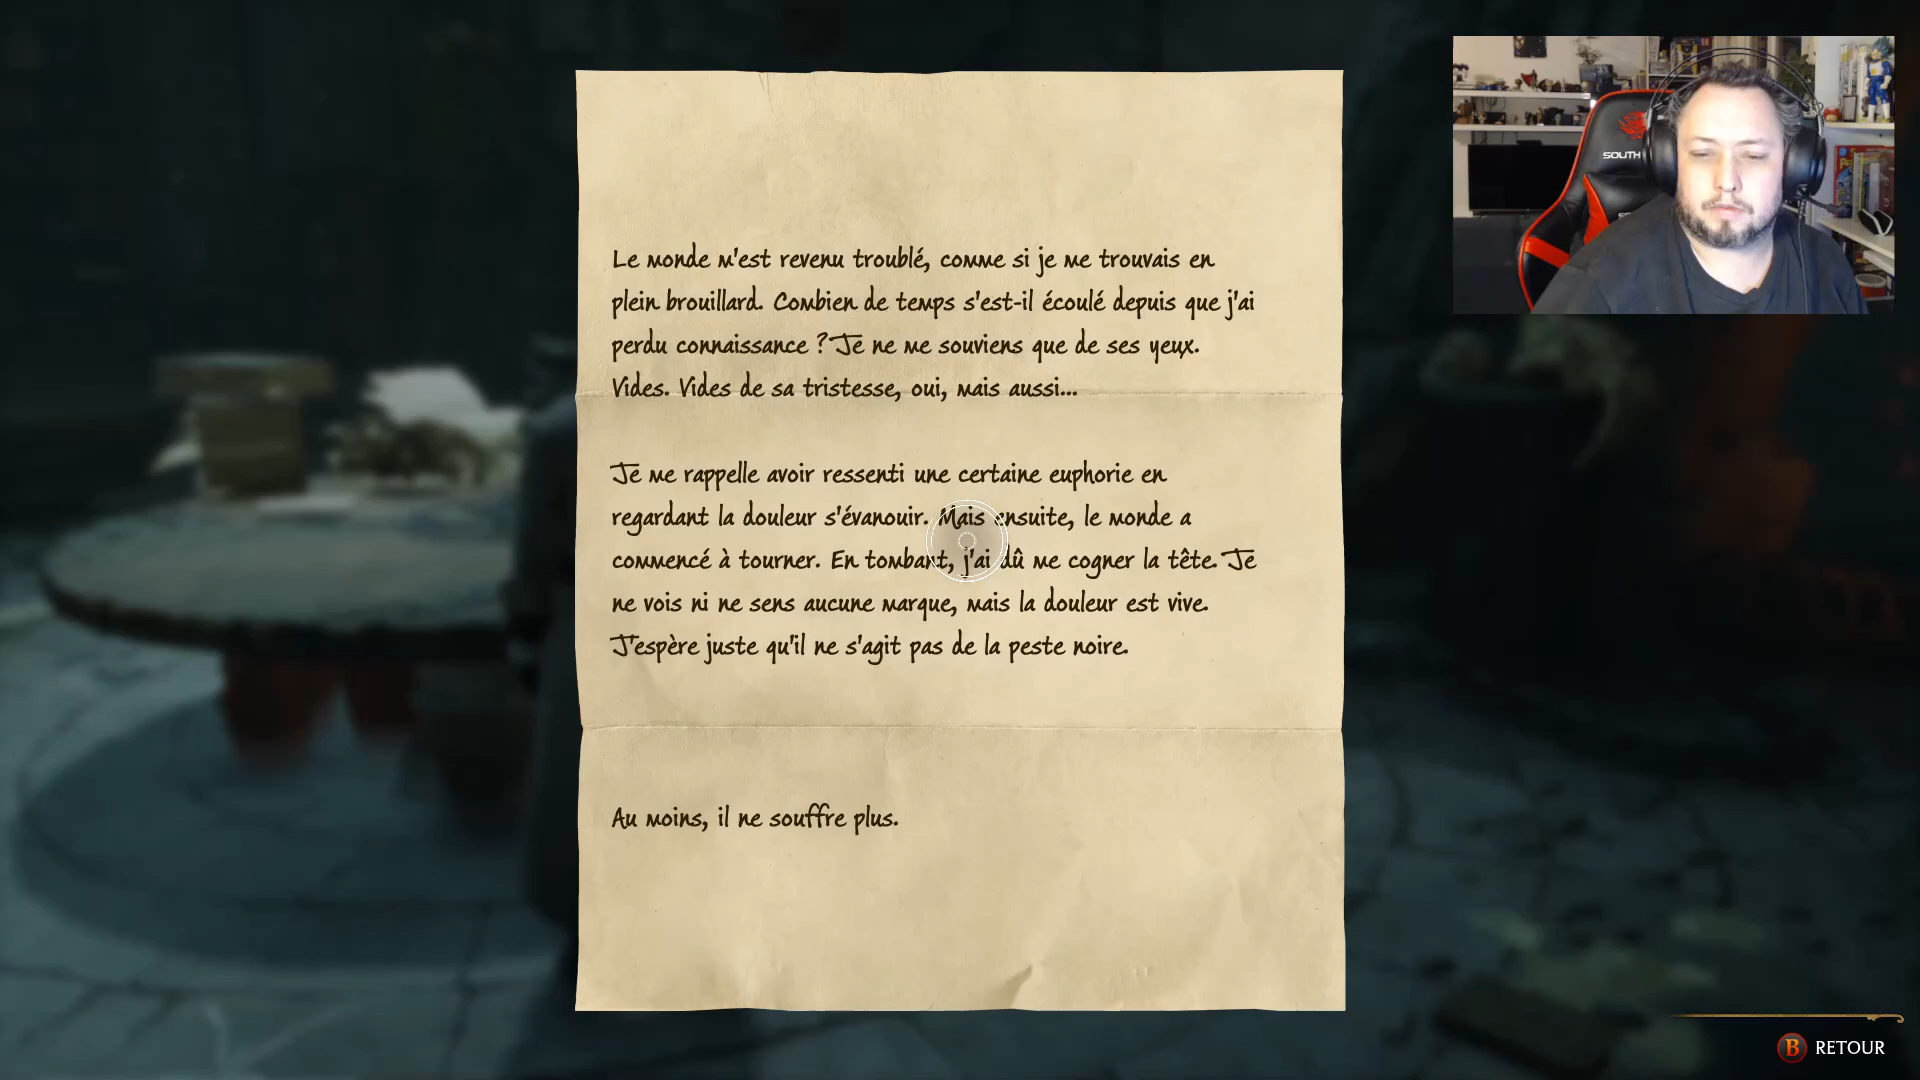 Le monde m'est revenu troublé, comme si je me trouvais en
plein brouillard. Combien de temps s'est-il écoulé depuis que j'ai
perdu connaissance ? Je ne me souviens que de ses yeux.
Vides. Vides de sa tristesse, oui, mais aussi...
Je me rappelle avoir ressenti une certaine euphorie en
regardant la douleur s'évanouir. Mais ensuite, le monde a
commencé à tourner. En tombant, j'ai dû me cogner la tête. Je
ne vois ni ne sens aucune marque, mais la douleur est vive.
J'espère juste qu'il ne s'agit pas de la peste noire.
Au moins, il ne souffre plus.
SOUTH
B RETOUR